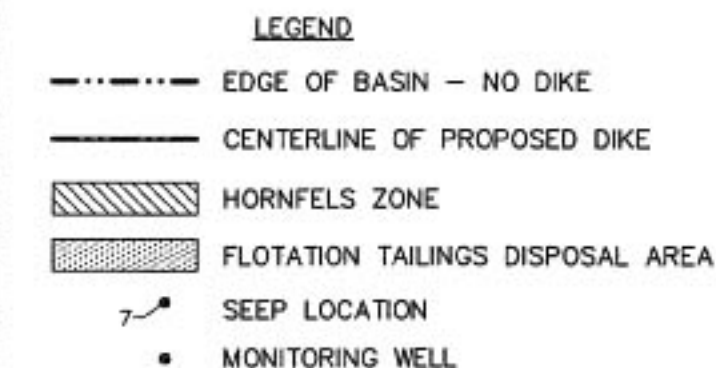 LEGEND
EDGE OF BASIN – NO DIKE
CENTERLINE OF PROPOSED DIKE
HORNFELS ZONE
FLOTATION TAILINGS DISPOSAL AREA
7 SEEP LOCATION
MONITORING WELL